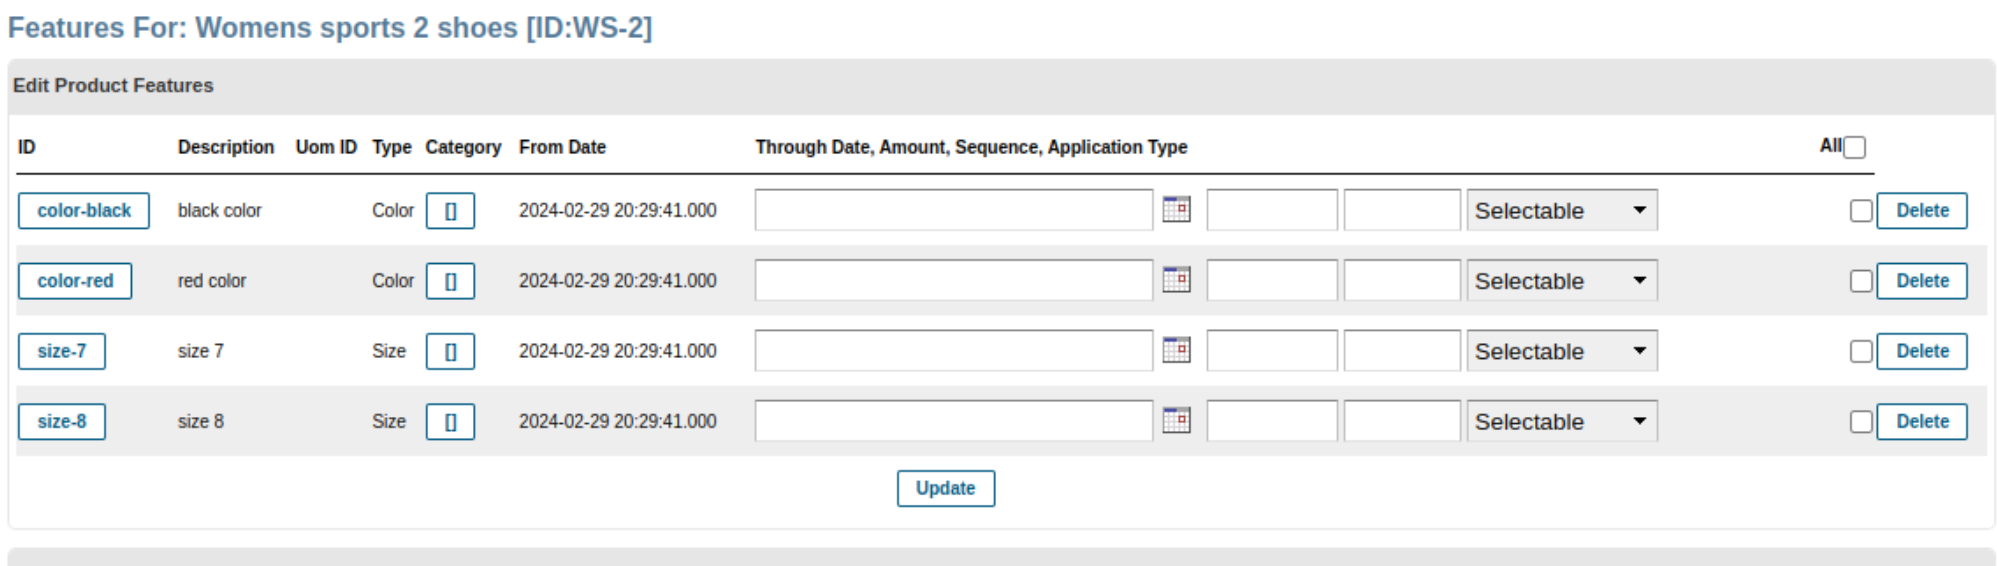 Features For: Womens sports 2 shoes [ID:WS-2]
Edit Product Features
ID Description Uom ID Type Category From Date Through Date, Amount, Sequence, Application Type All
color-black black color Color [] 2024-02-29 20:29:41.000 Selectable Delete
color-red red color Color [] 2024-02-29 20:29:41.000 Selectable Delete
size-7 size 7 Size [] 2024-02-29 20:29:41.000 Selectable Delete
size-8 size 8 Size [] 2024-02-29 20:29:41.000 Selectable Delete
Update